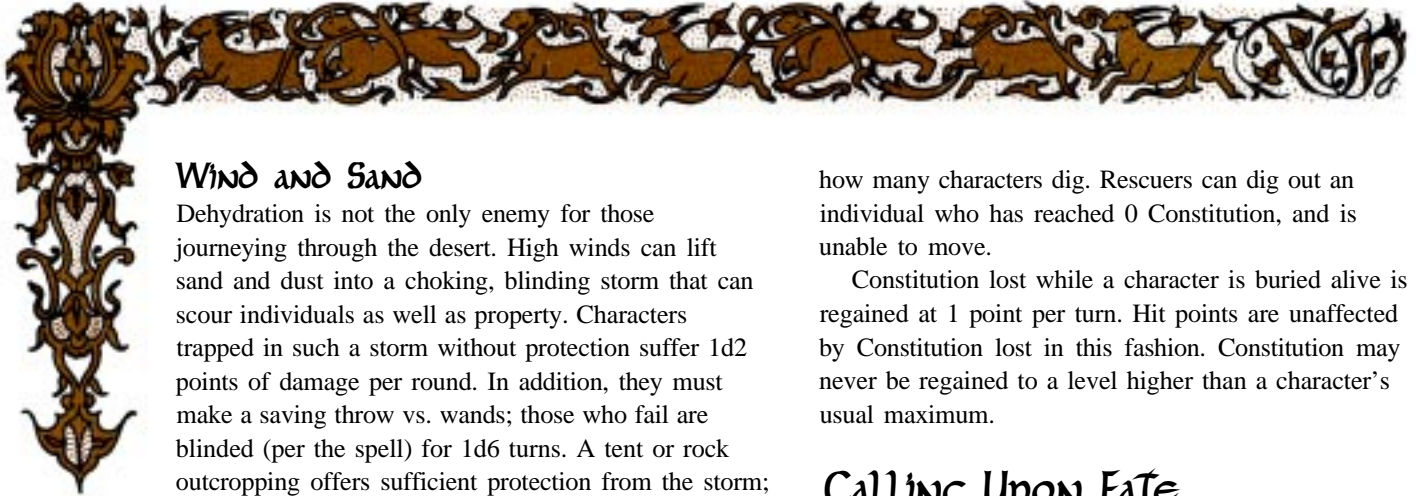 Wind and Sand
Dehydration is not the only enemy for those
journeying through the desert. High winds can lift
sand and dust into a choking, blinding storm that can
scour individuals as well as property. Characters
trapped in such a storm without protection suffer 1d2
points of damage per round. In addition, they must
make a saving throw vs. wands; those who fail are
blinded (per the spell) for 1d6 turns. A tent or rock
outcropping offers sufficient protection from the storm;
how many characters dig. Rescuers can dig out an
individual who has reached 0 Constitution, and is
unable to move.
Constitution lost while a character is buried alive is
regained at 1 point per turn. Hit points are unaffected
by Constitution lost in this fashion. Constitution may
never be regained to a level higher than a character's
usual maximum.
Calling Upon Fate